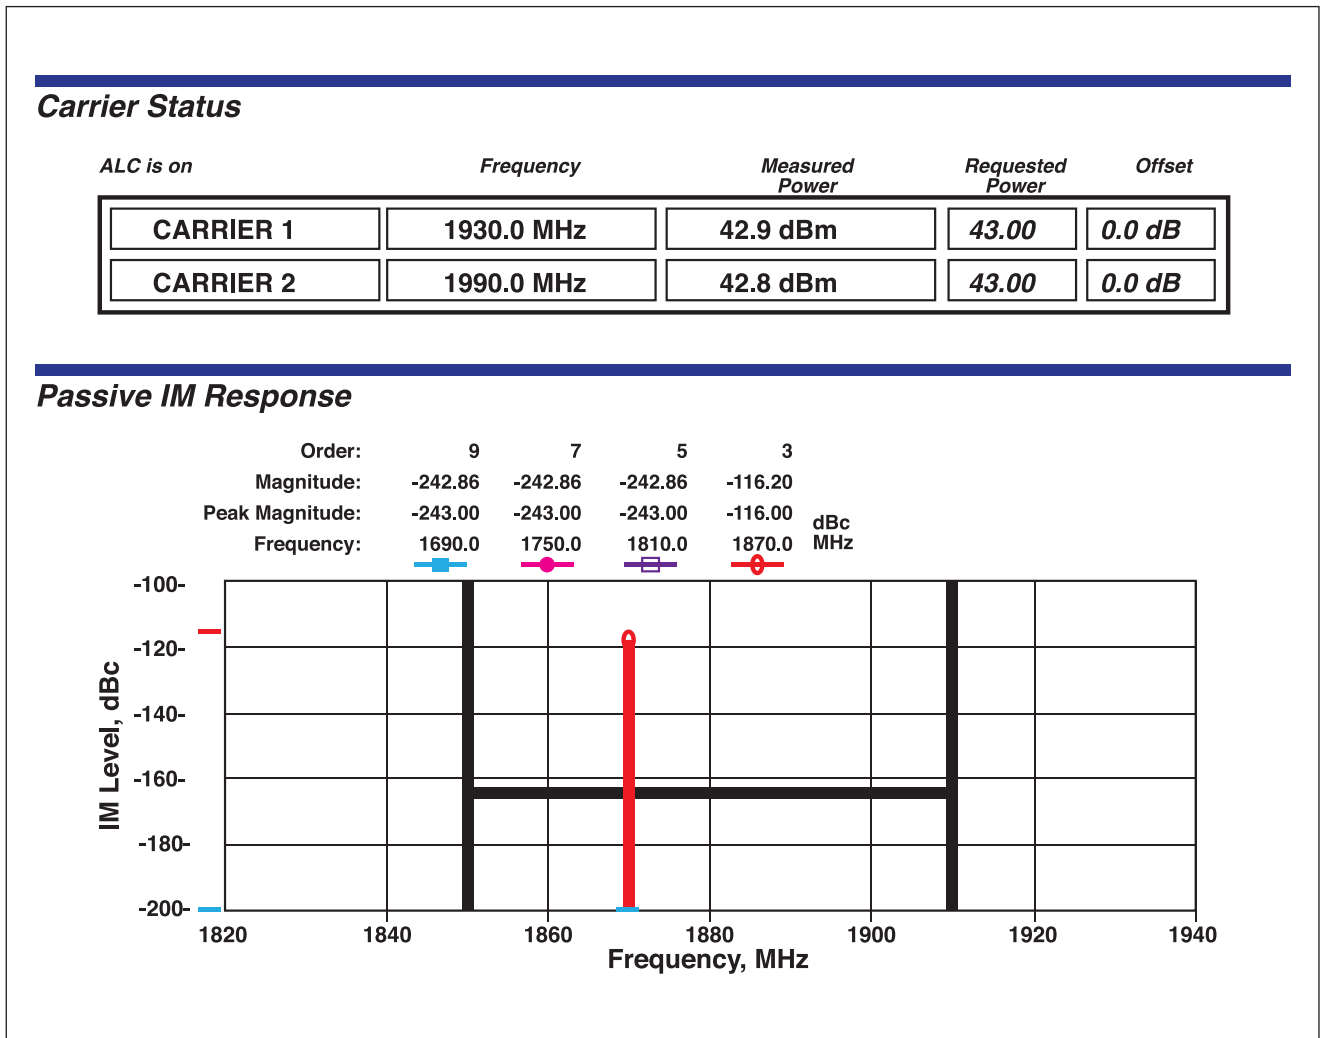 Carrier Status
ALC is on Frequency Measured Power Requested Power Offset
CARRIER 1 1930.0 MHz 42.9 dBm 43.00 0.0 dB
CARRIER 2 1990.0 MHz 42.8 dBm 43.00 0.0 dB
Passive IM Response
Order: 9 7 5 3
Magnitude: -242.86 -242.86 -242.86 -116.20
Peak Magnitude: -243.00 -243.00 -243.00 -116.00 dBc
Frequency: 1690.0 1750.0 1810.0 1870.0 MHz
-100-
-120-
-140-
-160-
-180-
-200-
IM Level, dBc
1820 1840 1860 1880 1900 1920 1940
Frequency, MHz